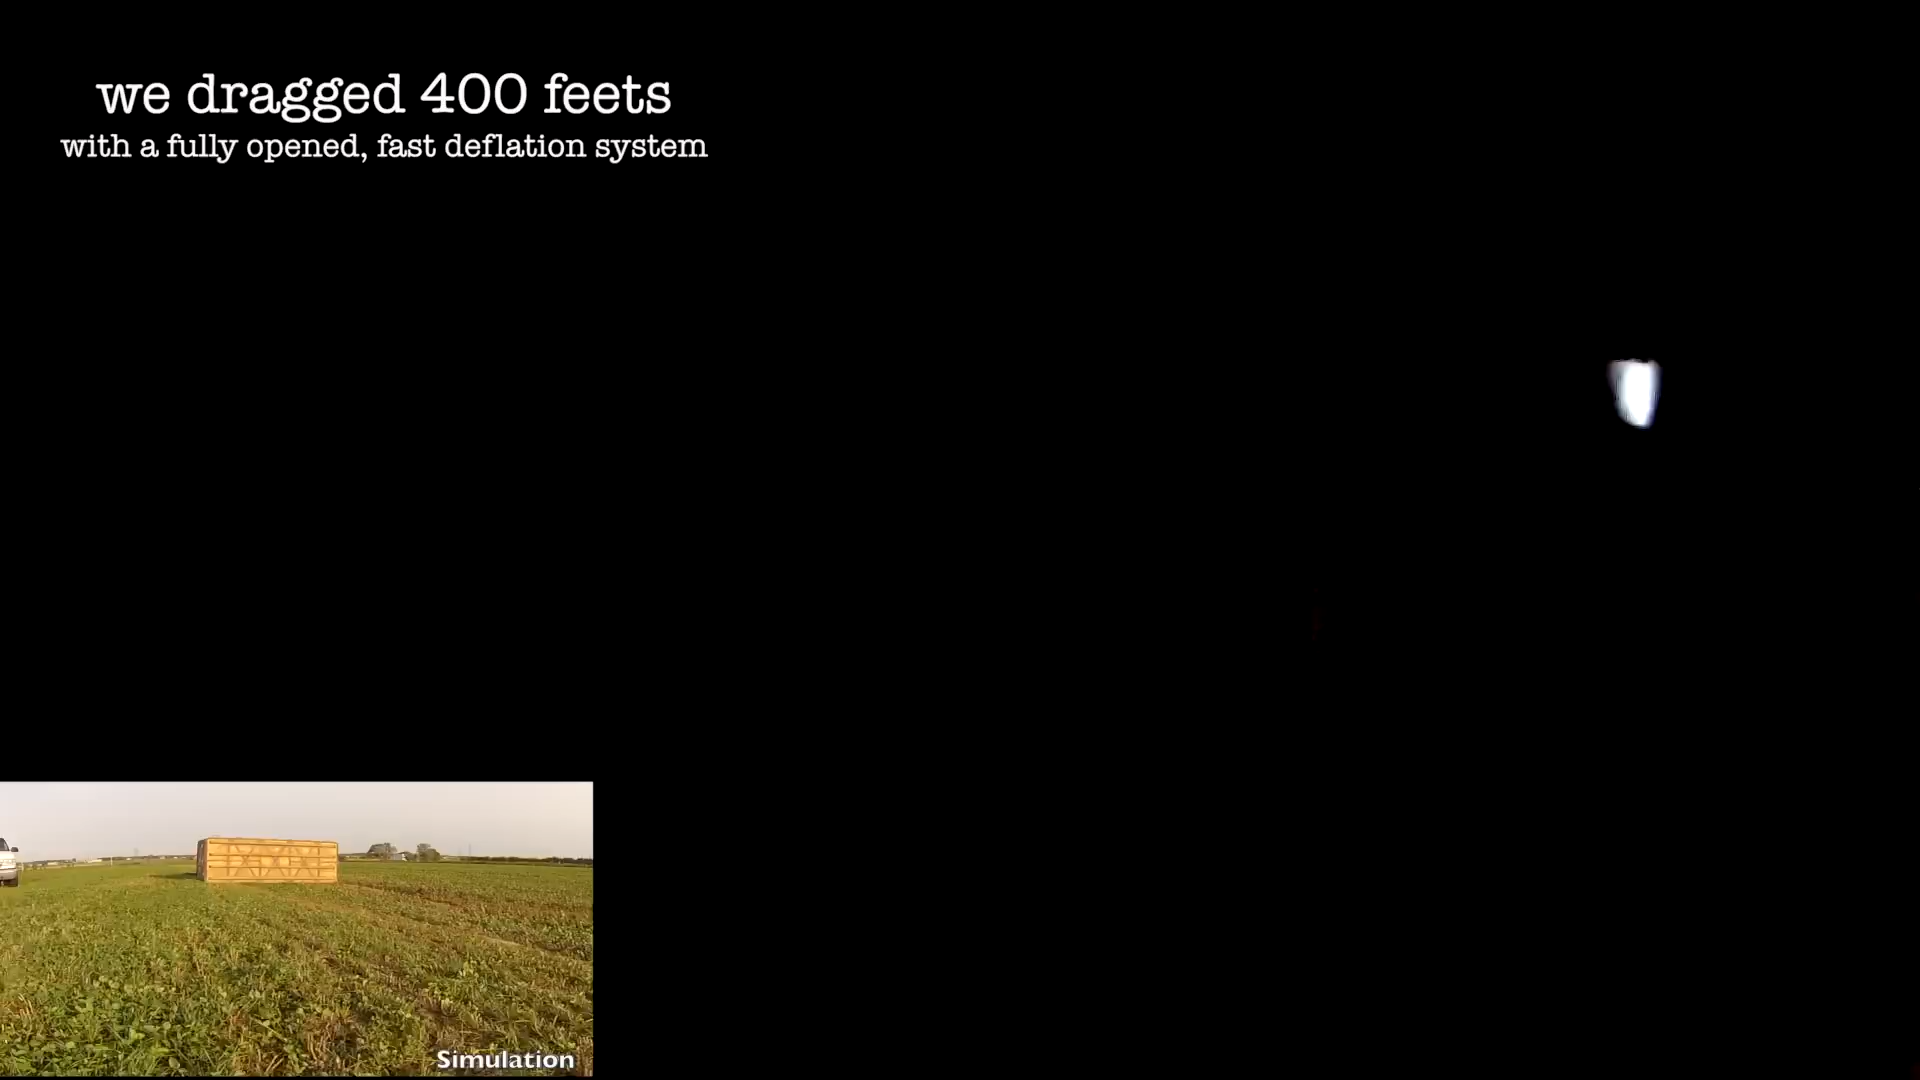 we dragged 400 feets
with a fully opened, fast deflation system
Simulation